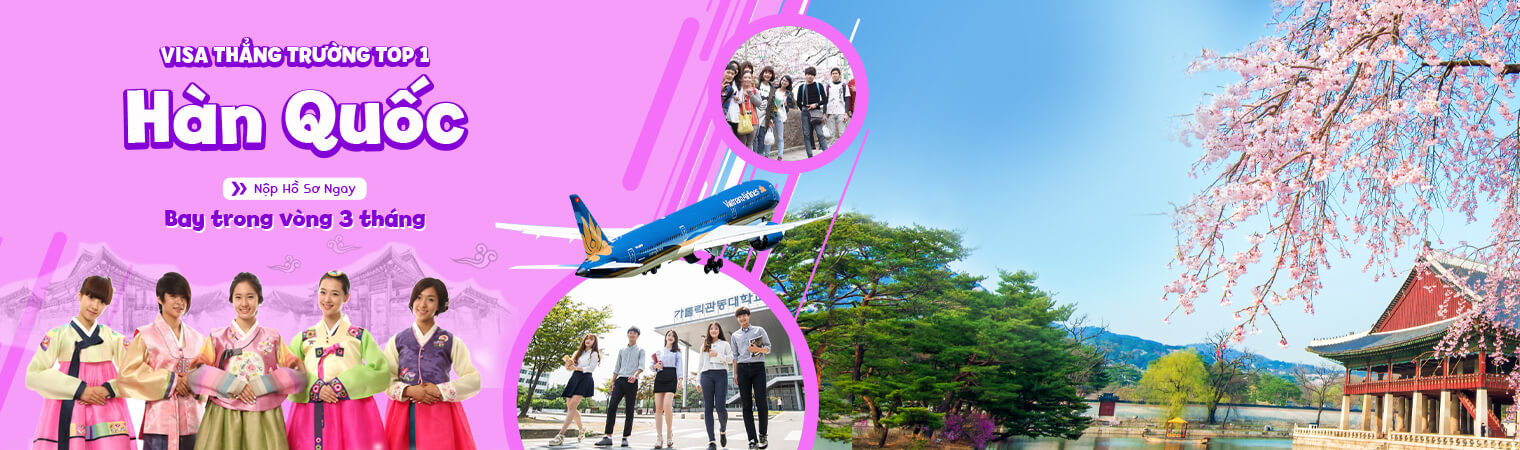 VISA THẲNG TRƯỜNG TOP 1
Hàn Quốc
Nộp Hồ Sơ Ngay
Bay trong vòng 3 tháng
Vietnam Airlines
가톨릭관동대학교